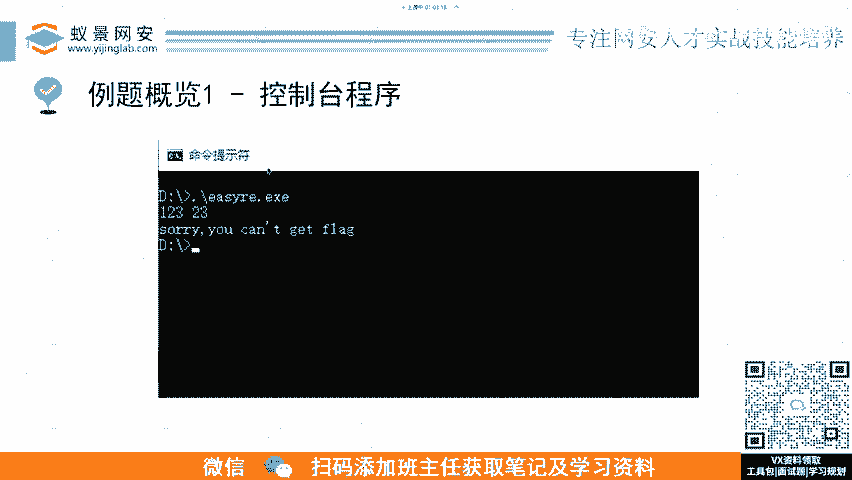 蚁景网安
www.yijinglab.com
专注网安人才实战技能培养
例题概览1 - 控制台程序
命令提示符
D:\>.\easyre.exe
123 23
sorry,you can't get flag
D:\>
VX资料领取
工具包|面试题|学习规划
微信 扫码添加班主任获取笔记及学习资料